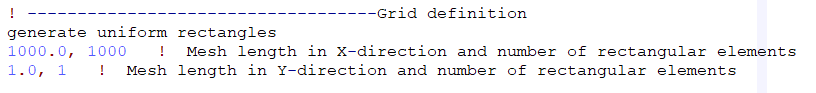 ! -----------------------------------Grid definition
generate uniform rectangles
1000.0, 1000   !  Mesh length in X-direction and number of rectangular elements
1.0, 1   !  Mesh length in Y-direction and number of rectangular elements